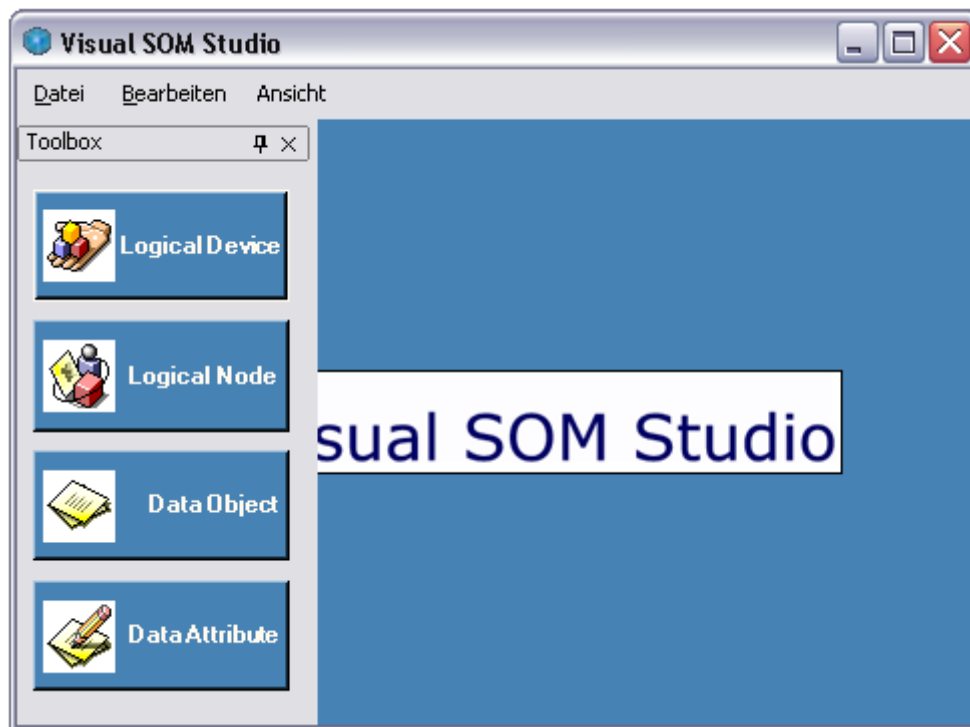 Visual SOM Studio
Datei Bearbeiten Ansicht
Toolbox
Logical Device
Logical Node
sual SOM Studio
Data Object
Data Attribute